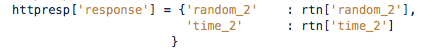 httpresp['response'] = {'random_2'    : rtn['random_2'],
                        'time_2'      : rtn['time_2']
                       }